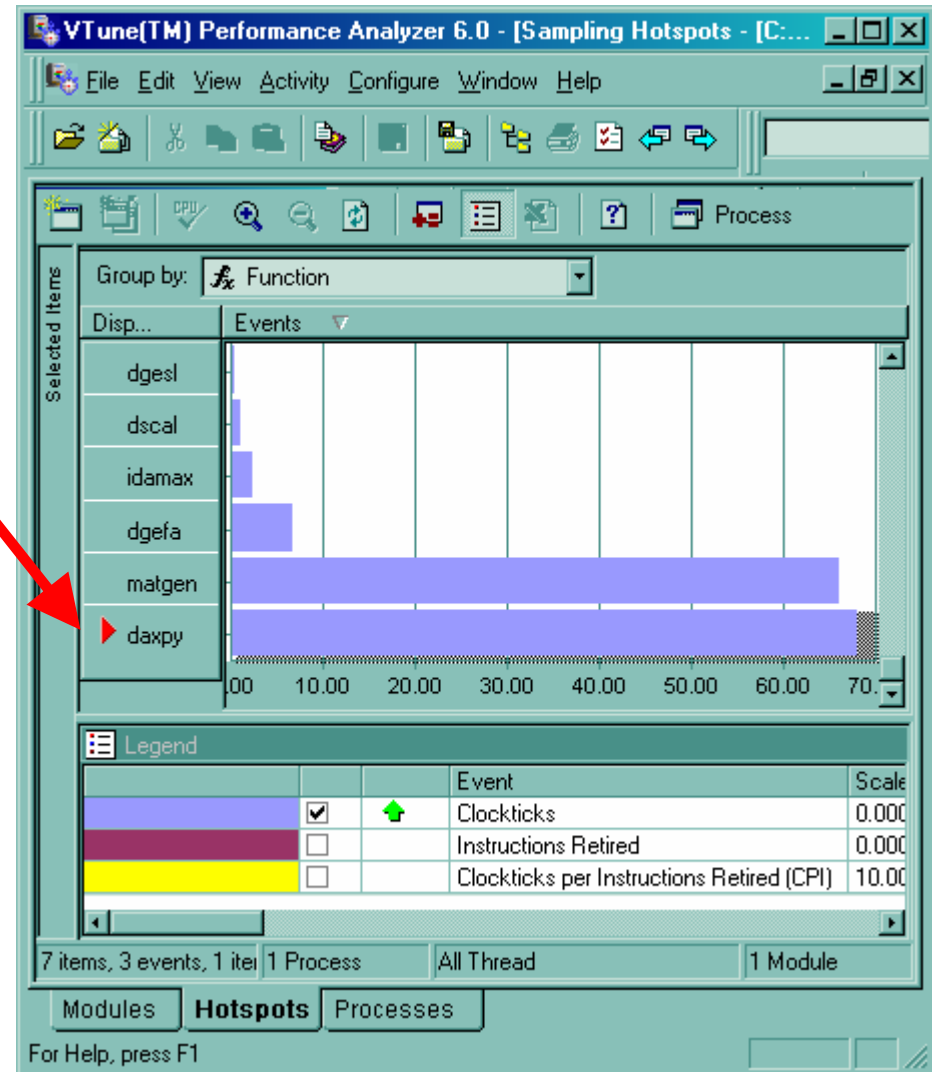 VTune(TM) Performance Analyzer 6.0 - [Sampling Hotspots - [C:...
File Edit View Activity Configure Window Help
CPU
Process
Selected Items
Group by: fx Function
Disp... Events
dgesl
dscal
idamax
dgefa
matgen
daxpy
.00 10.00 20.00 30.00 40.00 50.00 60.00 70.
Legend
Event Scale
Clockticks 0.000
Instructions Retired 0.000
Clockticks per Instructions Retired (CPI) 10.00
7 items, 3 events, 1 iter 1 Process All Thread 1 Module
Modules Hotspots Processes
For Help, press F1